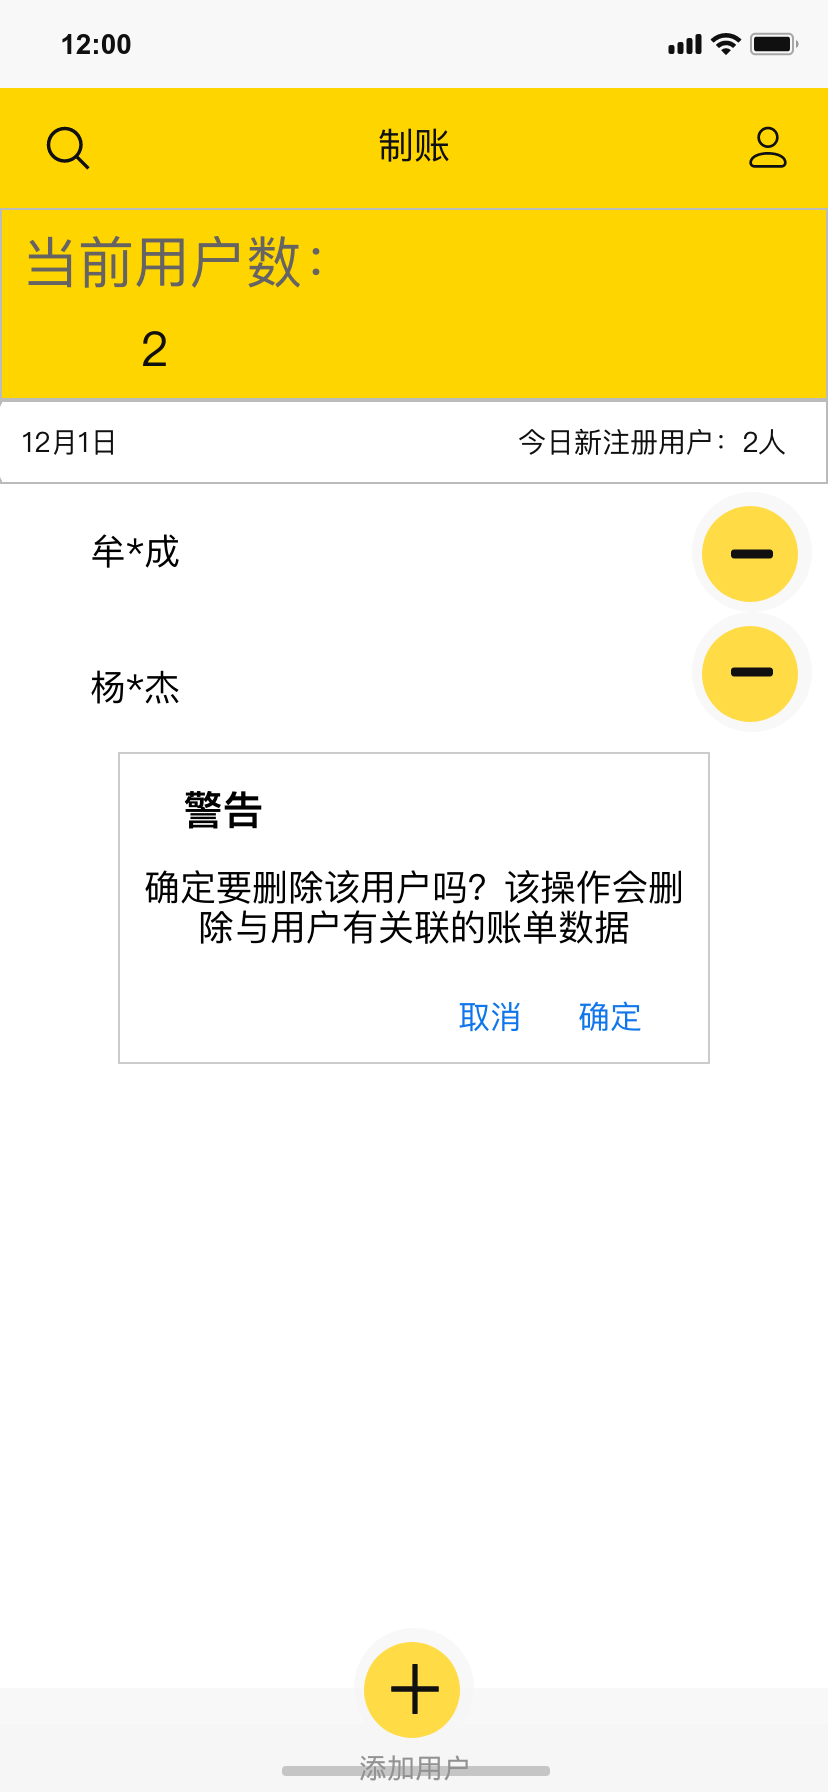 12:00
制账
当前用户数：
2
12月1日
今日新注册用户：2人
牟*成
杨*杰
警告
确定要删除该用户吗？该操作会删
除与用户有关联的账单数据
取消
确定
添加用户